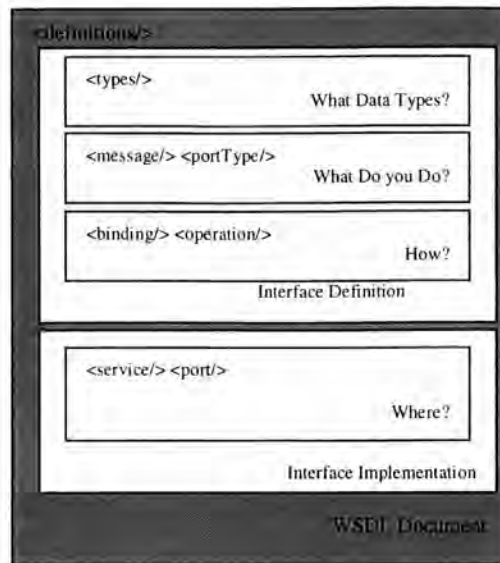 <definitions/>
<types/>
What Data Types?
<message/> <portType/>
What Do you Do?
<binding/> <operation/>
How?
Interface Definition
<service/> <port/>
Where?
Interface Implementation
WSDL Document